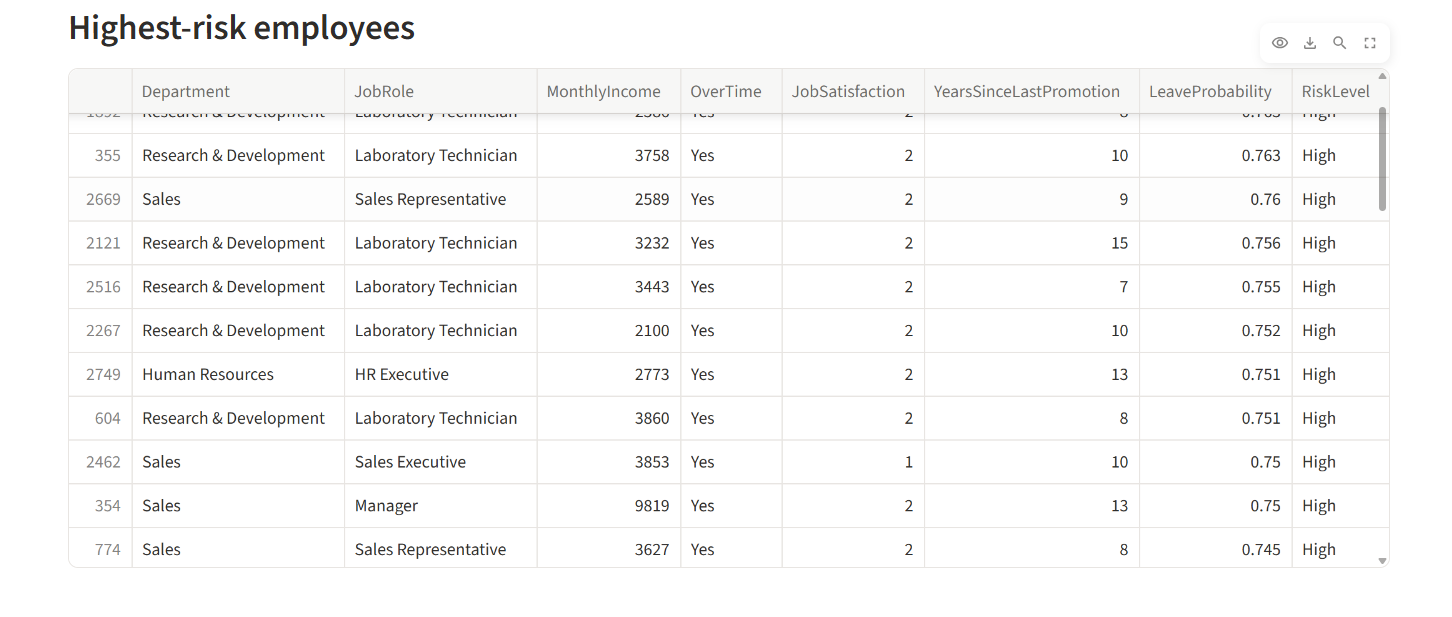 Highest-risk employees
Department JobRole MonthlyIncome OverTime JobSatisfaction YearsSinceLastPromotion LeaveProbability RiskLevel
355 Research & Development Laboratory Technician 3758 Yes 2 10 0.763 High
2669 Sales Sales Representative 2589 Yes 2 9 0.76 High
2121 Research & Development Laboratory Technician 3232 Yes 2 15 0.756 High
2516 Research & Development Laboratory Technician 3443 Yes 2 7 0.755 High
2267 Research & Development Laboratory Technician 2100 Yes 2 10 0.752 High
2749 Human Resources HR Executive 2773 Yes 2 13 0.751 High
604 Research & Development Laboratory Technician 3860 Yes 2 8 0.751 High
2462 Sales Sales Executive 3853 Yes 1 10 0.75 High
354 Sales Manager 9819 Yes 2 13 0.75 High
774 Sales Sales Representative 3627 Yes 2 8 0.745 High